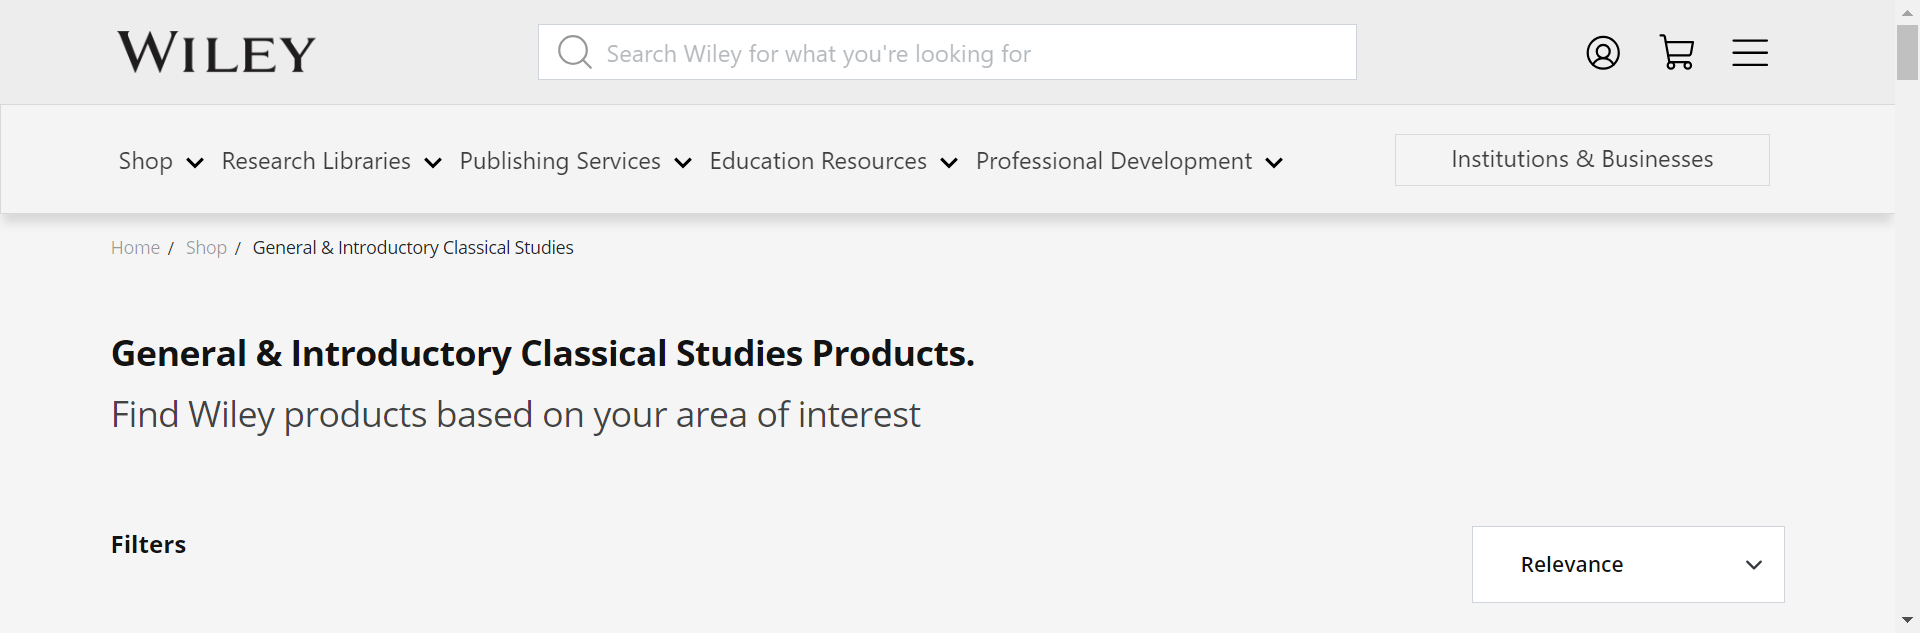 WILEY
Search Wiley for what you're looking for
Shop Research Libraries Publishing Services Education Resources Professional Development Institutions & Businesses
Home / Shop / General & Introductory Classical Studies
General & Introductory Classical Studies Products.
Find Wiley products based on your area of interest
Filters
Relevance